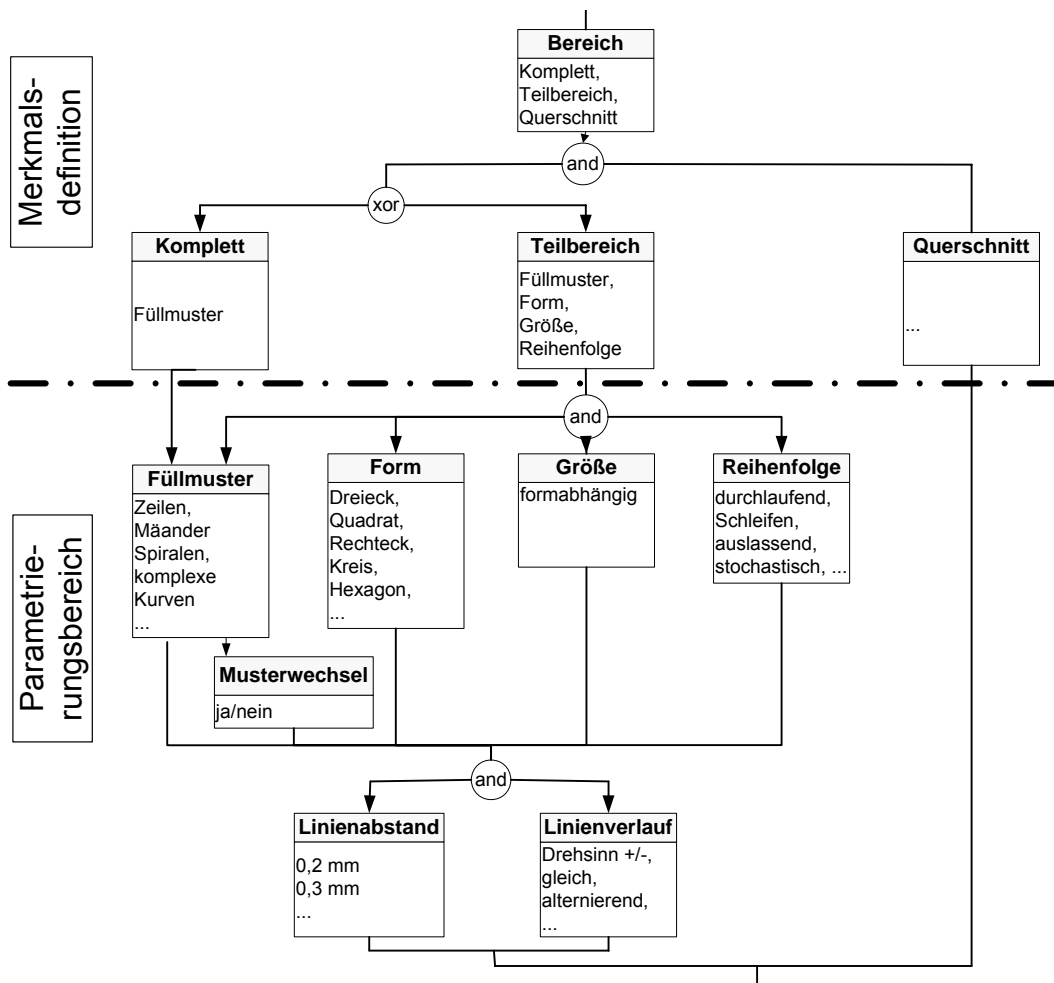 Merkmals-
definition
Bereich
Komplett,
Teilbereich,
Querschnitt
and
xor
Komplett
Füllmuster
Teilbereich
Füllmuster,
Form,
Größe,
Reihenfolge
Querschnitt
...
Parametrie-
rungsbereich
and
Füllmuster
Zeilen,
Mäander
Spiralen,
komplexe
Kurven
...
Form
Dreieck,
Quadrat,
Rechteck,
Kreis,
Hexagon,
...
Größe
formabhängig
Reihenfolge
durchlaufend,
Schleifen,
auslassend,
stochastisch, ...
Musterwechsel
ja/nein
and
Linienabstand
0,2 mm
0,3 mm
...
Linienverlauf
Drehsinn +/-,
gleich,
alternierend,
...